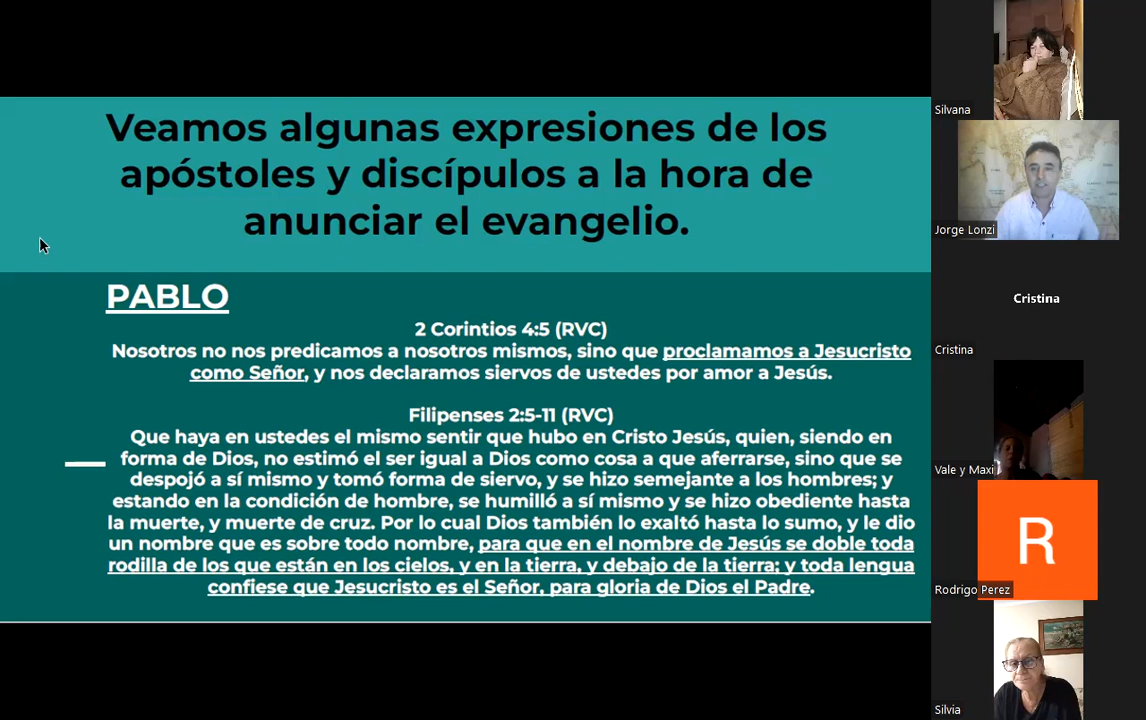 Veamos algunas expresiones de los
apóstoles y discípulos a la hora de
anunciar el evangelio.
PABLO
2 Corintios 4:5 (RVC)
Nosotros no nos predicamos a nosotros mismos, sino que proclamamos a Jesucristo
como Señor, y nos declaramos siervos de ustedes por amor a Jesús.
Filipenses 2:5-11 (RVC)
Que haya en ustedes el mismo sentir que hubo en Cristo Jesús, quien, siendo en
forma de Dios, no estimó el ser igual a Dios como cosa a que aferrarse, sino que se
despojó a sí mismo y tomó forma de siervo, y se hizo semejante a los hombres; y
estando en la condición de hombre, se humilló a sí mismo y se hizo obediente hasta
la muerte, y muerte de cruz. Por lo cual Dios también lo exaltó hasta lo sumo, y le dio
un nombre que es sobre todo nombre, para que en el nombre de Jesús se doble toda
rodilla de los que están en los cielos, y en la tierra, y debajo de la tierra; y toda lengua
confiese que Jesucristo es el Señor, para gloria de Dios el Padre.
Silvana
Jorge Lonzi
Cristina
Cristina
Vale y Maxi
R
Rodrigo Perez
Silvia